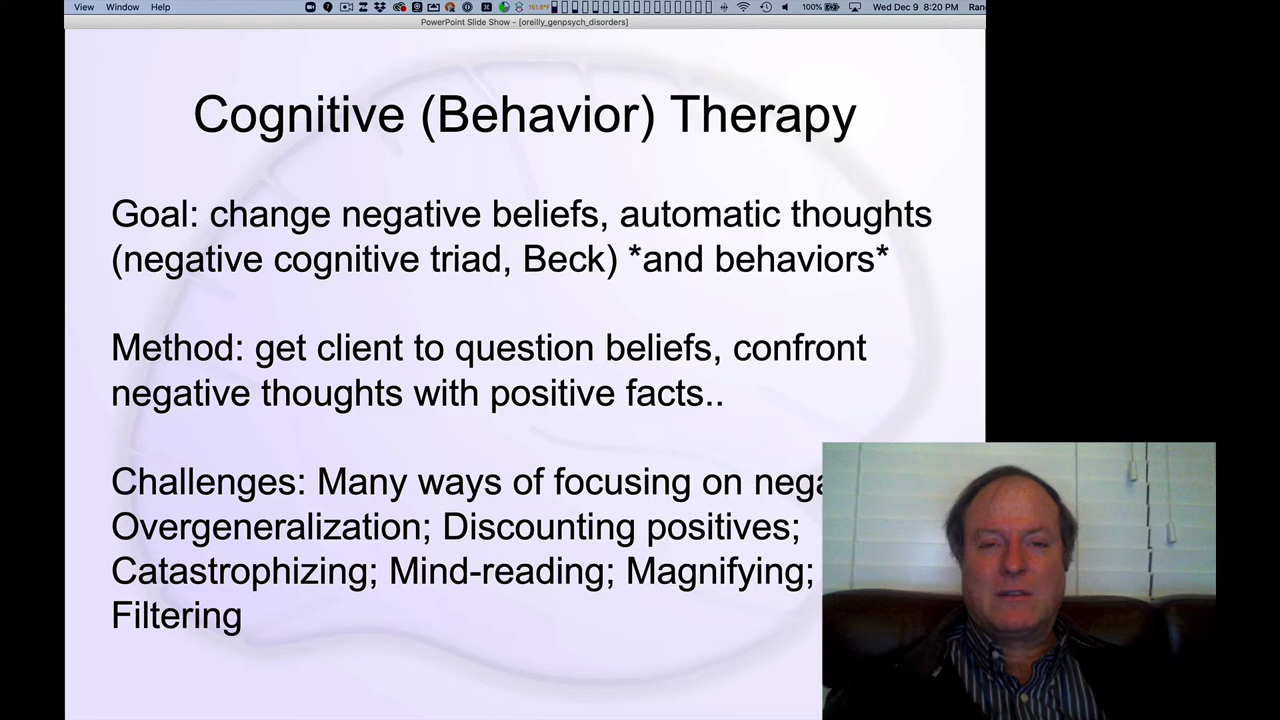 View Window Help 151.8°F 100% Wed Dec 9 8:20 PM
PowerPoint Slide Show - [oreilly_genpsych_disorders]
Cognitive (Behavior) Therapy
Goal: change negative beliefs, automatic thoughts
(negative cognitive triad, Beck) *and behaviors*
Method: get client to question beliefs, confront
negative thoughts with positive facts..
Challenges: Many ways of focusing on
Overgeneralization; Discounting positives;
Catastrophizing; Mind-reading; Magnifying;
Filtering